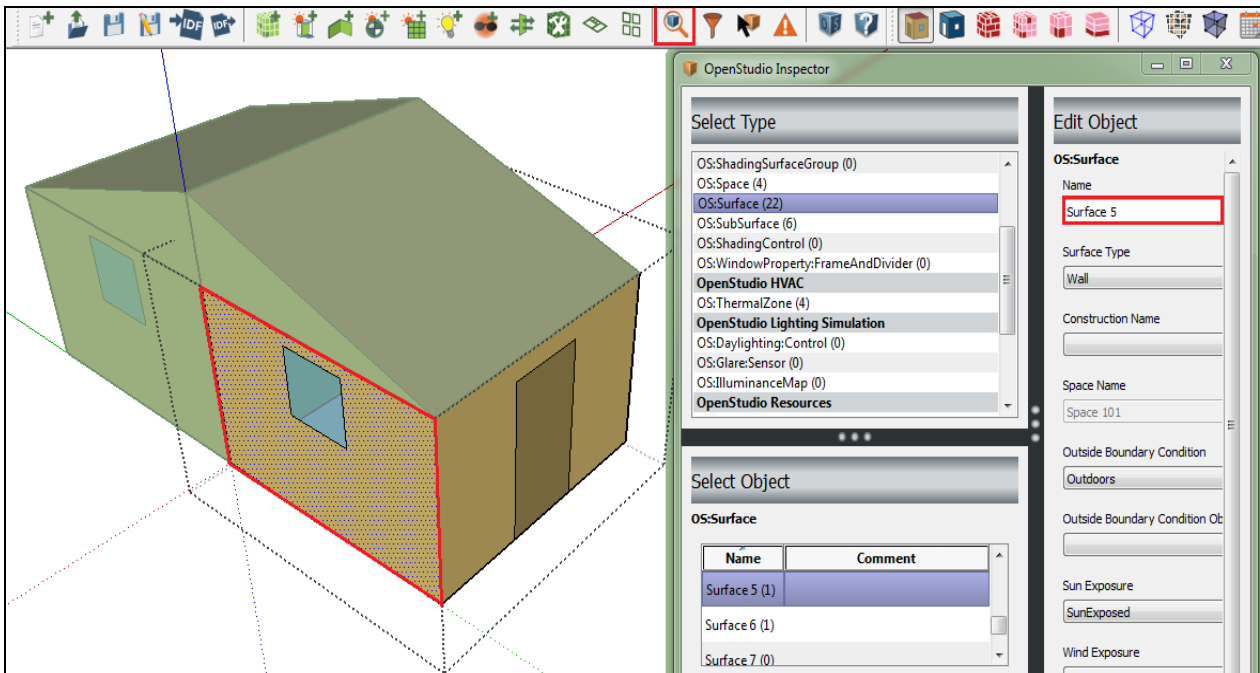 IDF
IDF
OpenStudio Inspector
Select Type
OS:ShadingSurfaceGroup (0)
OS:Space (4)
OS:Surface (22)
OS:SubSurface (6)
OS:ShadingControl (0)
OS:WindowProperty:FrameAndDivider (0)
OpenStudio HVAC
OS:ThermalZone (4)
OpenStudio Lighting Simulation
OS:Daylighting:Control (0)
OS:Glare:Sensor (0)
OS:IlluminanceMap (0)
OpenStudio Resources
Select Object
OS:Surface
Name Comment
Surface 5 (1)
Surface 6 (1)
Surface 7 (0)
Edit Object
OS:Surface
Name
Surface 5
Surface Type
Wall
Construction Name
Space Name
Space 101
Outside Boundary Condition
Outdoors
Outside Boundary Condition Ob
Sun Exposure
SunExposed
Wind Exposure